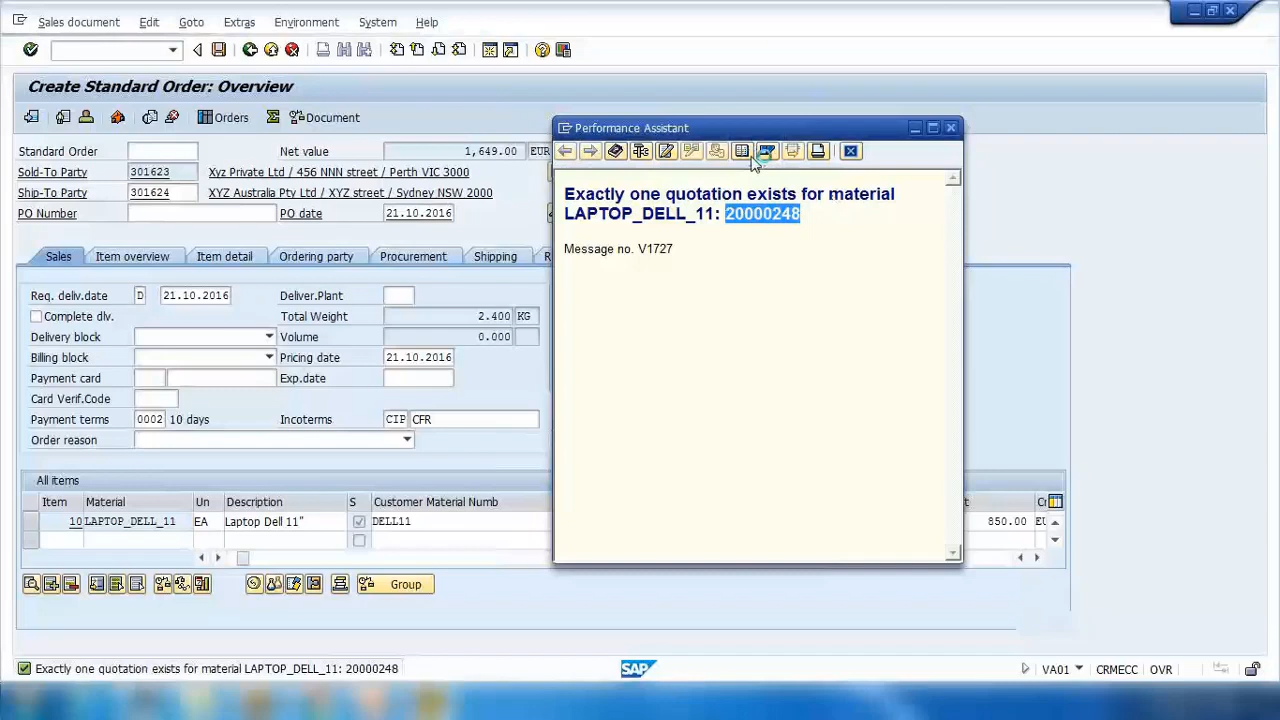 Sales document Edit Goto Extras Environment System Help
Create Standard Order: Overview
Orders Document
Performance Assistant
Standard Order Net value 1,649.00 EUR
Sold-To Party 301623 Xyz Private Ltd / 456 NNN street / Perth VIC 3000
Ship-To Party 301624 XYZ Australia Pty Ltd / XYZ street / Sydney NSW 2000
PO Number PO date 21.10.2016
Exactly one quotation exists for material
LAPTOP_DELL_11: 20000248
Message no. V1727
Sales Item overview Item detail Ordering party Procurement Shipping R
Req. deliv.date D 21.10.2016 Deliver.Plant
Complete dlv. Total Weight 2.400 KG
Delivery block Volume 0.000
Billing block Pricing date 21.10.2016
Payment card Exp.date
Card Verif.Code
Payment terms 0002 10 days Incoterms CIP CFR
Order reason
All items
Item Material Un Description S Customer Material Numb t Cr
10 LAPTOP_DELL_11 EA Laptop Dell 11" DELL11 850.00 EU
Group
Exactly one quotation exists for material LAPTOP_DELL_11: 20000248
SAP
VA01 CRMECC OVR